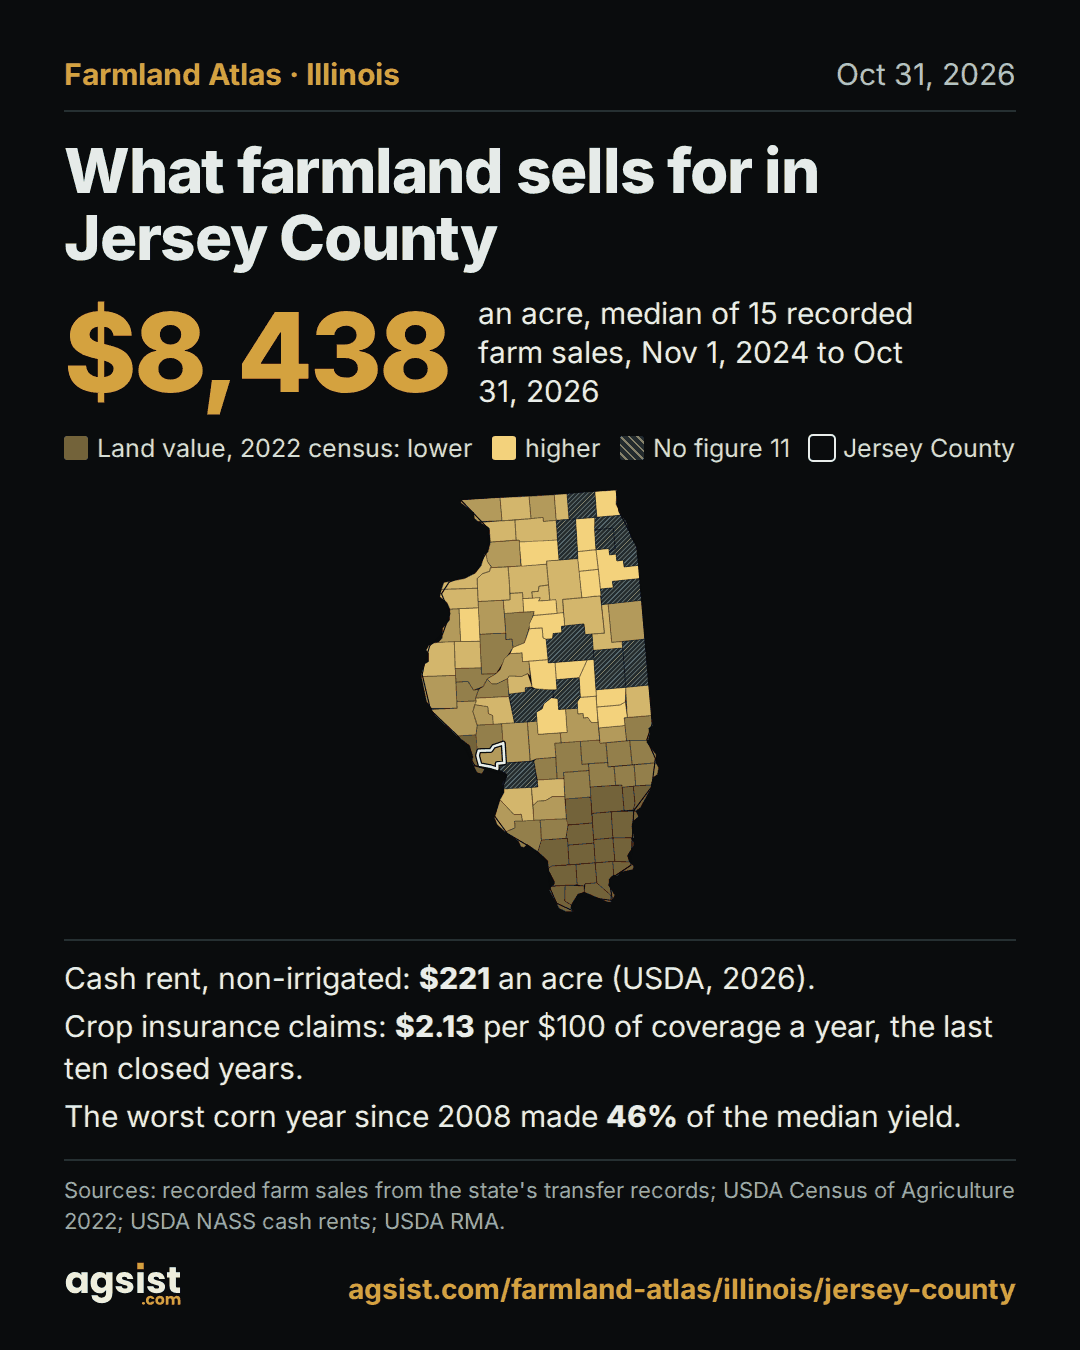 Farmland Atlas · Illinois
Oct 31, 2026
What farmland sells for in
Jersey County
$8,438
an acre, median of 15 recorded
farm sales, Nov 1, 2024 to Oct
31, 2026
Land value, 2022 census: lower
higher
No figure 11
Jersey County
Cash rent, non-irrigated: $221 an acre (USDA, 2026).
Crop insurance claims: $2.13 per $100 of coverage a year, the last
ten closed years.
The worst corn year since 2008 made 46% of the median yield.
Sources: recorded farm sales from the state's transfer records; USDA Census of Agriculture
2022; USDA NASS cash rents; USDA RMA.
agsist
.com
agsist.com/farmland-atlas/illinois/jersey-county